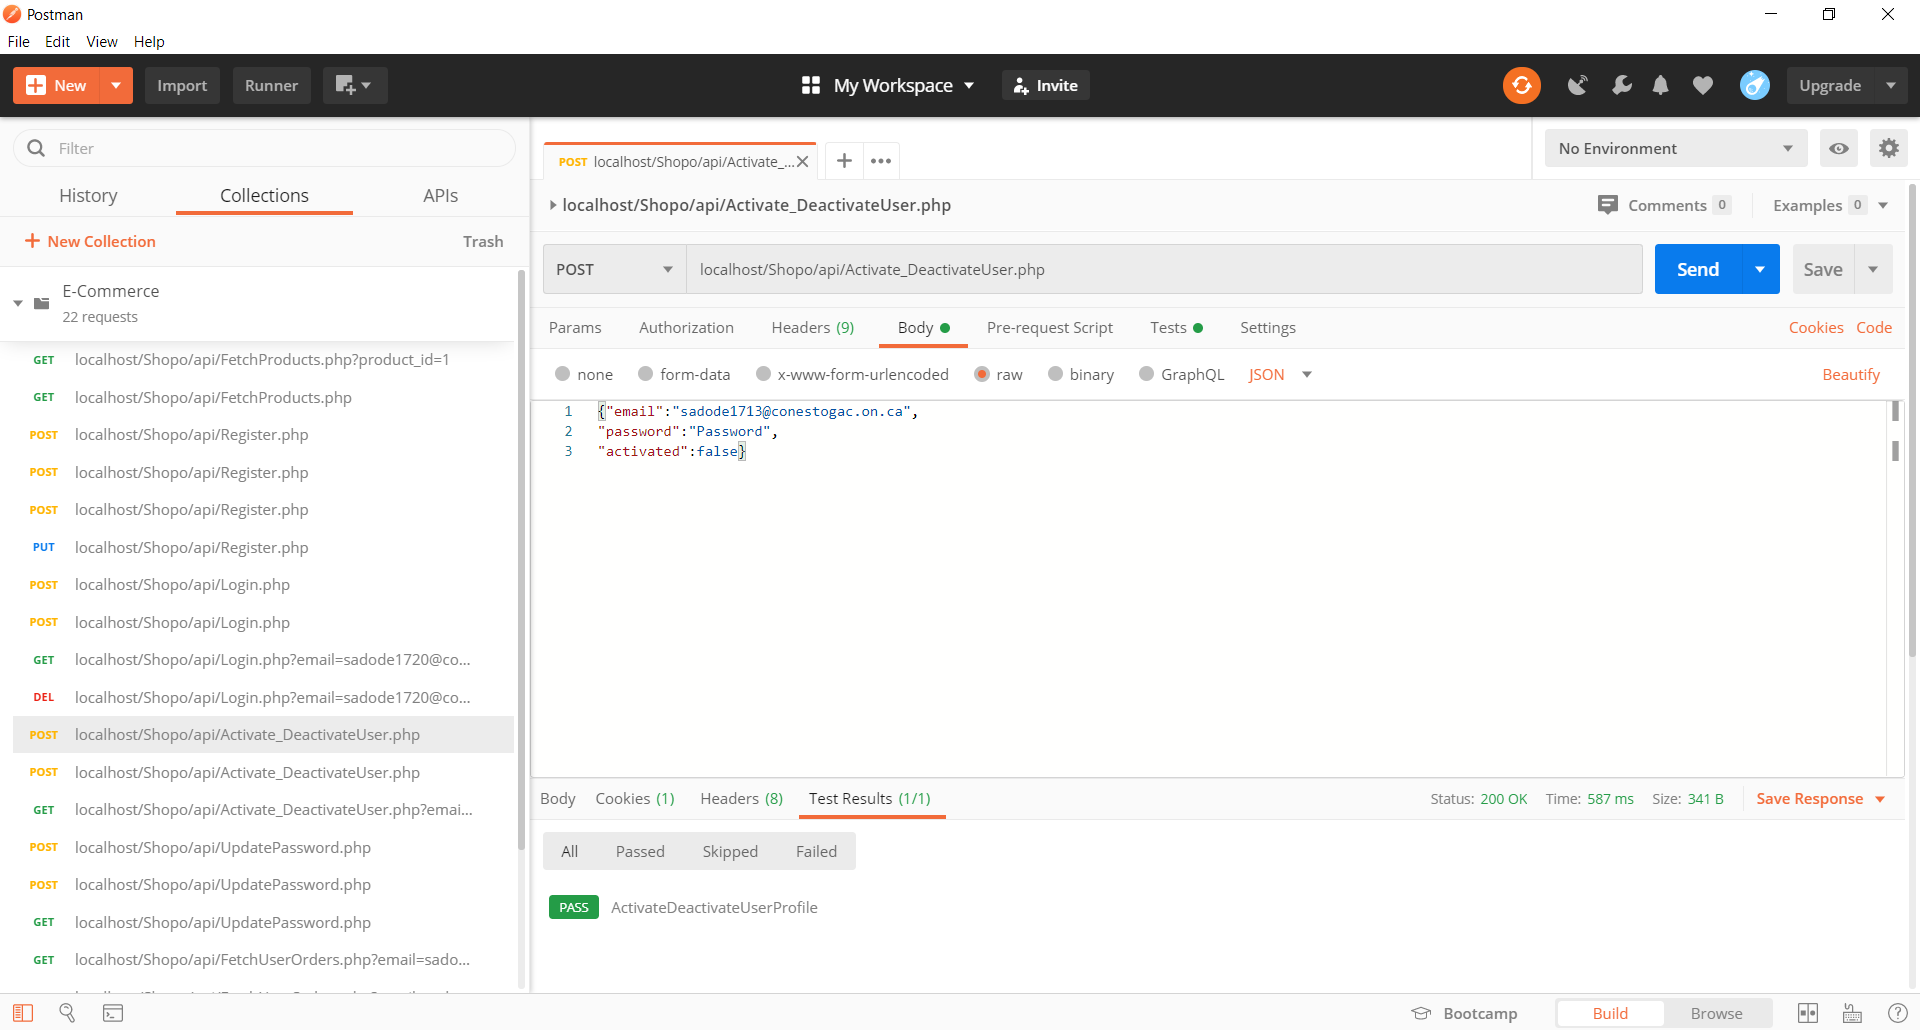 Postman
File Edit View Help
New Import Runner My Workspace Invite Upgrade
Filter
History Collections APIs
New Collection Trash
E-Commerce
22 requests
GET localhost/Shopo/api/FetchProducts.php?product_id=1
GET localhost/Shopo/api/FetchProducts.php
POST localhost/Shopo/api/Register.php
POST localhost/Shopo/api/Register.php
POST localhost/Shopo/api/Register.php
PUT localhost/Shopo/api/Register.php
POST localhost/Shopo/api/Login.php
POST localhost/Shopo/api/Login.php
GET localhost/Shopo/api/Login.php?email=sadode1720@co...
DEL localhost/Shopo/api/Login.php?email=sadode1720@co...
POST localhost/Shopo/api/Activate_DeactivateUser.php
POST localhost/Shopo/api/Activate_DeactivateUser.php
GET localhost/Shopo/api/Activate_DeactivateUser.php?emai...
POST localhost/Shopo/api/UpdatePassword.php
POST localhost/Shopo/api/UpdatePassword.php
GET localhost/Shopo/api/UpdatePassword.php
GET localhost/Shopo/api/FetchUserOrders.php?email=sado...
POST localhost/Shopo/api/Activate_...
No Environment
localhost/Shopo/api/Activate_DeactivateUser.php
Comments 0 Examples 0
POST localhost/Shopo/api/Activate_DeactivateUser.php Send Save
Params Authorization Headers (9) Body Pre-request Script Tests Settings Cookies Code
none form-data x-www-form-urlencoded raw binary GraphQL JSON Beautify
1 {"email":"sadode1713@conestogac.on.ca",
2 "password":"Password",
3 "activated":false}
Body Cookies (1) Headers (8) Test Results (1/1) Status: 200 OK Time: 587 ms Size: 341 B Save Response
All Passed Skipped Failed
PASS ActivateDeactivateUserProfile
Bootcamp Build Browse